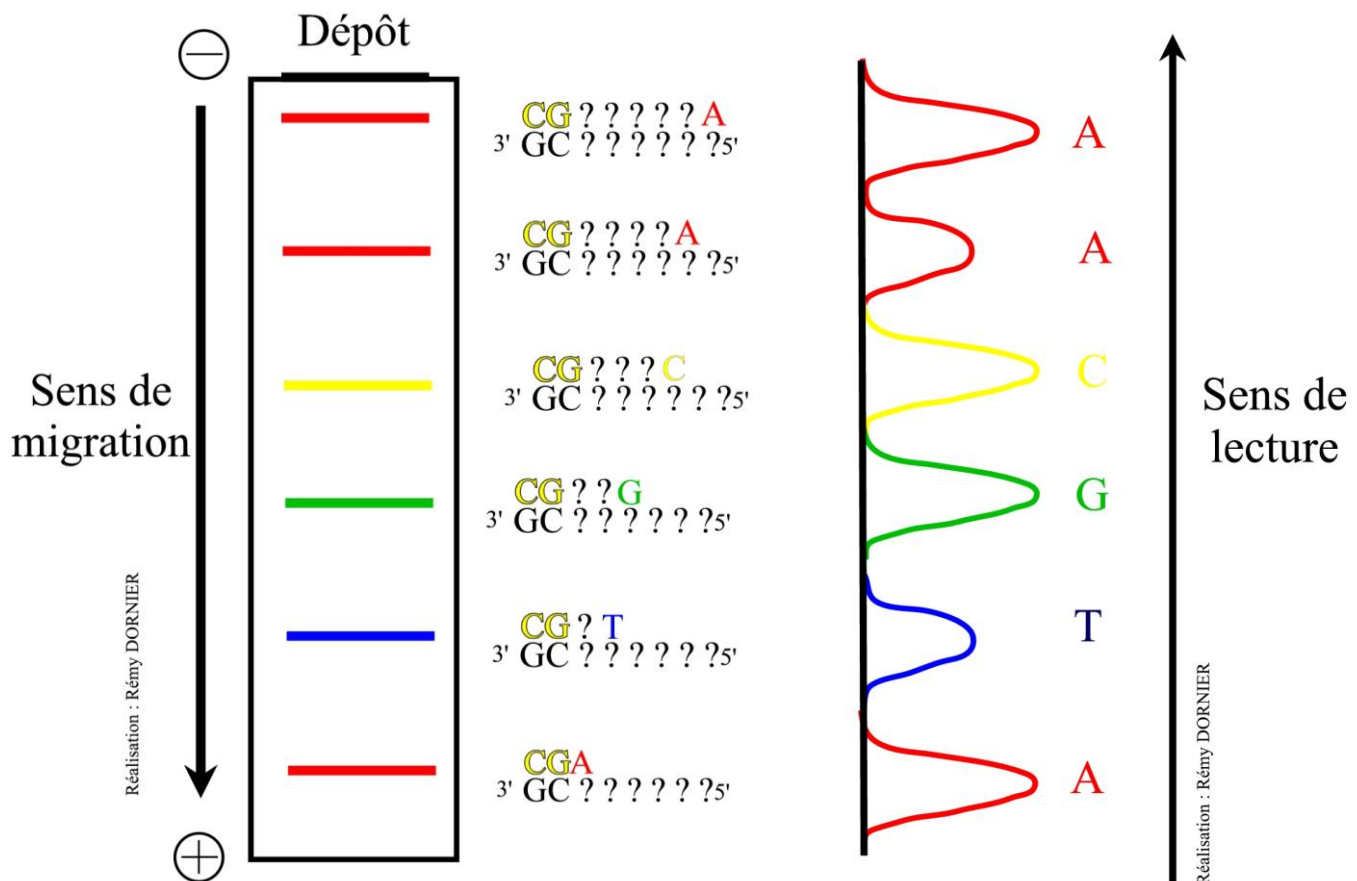 −
Dépôt
CG ? ? ? ? ? A
3' GC ? ? ? ? ? ?5'
A
CG ? ? ? ? A
3' GC ? ? ? ? ? ?5'
A
Sens de
migration
CG ? ? ? C
3' GC ? ? ? ? ? ?5'
C
Sens de
lecture
CG ? ? G
3' GC ? ? ? ? ? ?5'
G
CG ? T
3' GC ? ? ? ? ? ?5'
T
CGA
3' GC ? ? ? ? ? ?5'
A
+
Réalisation : Rémy DORNIER
Réalisation : Rémy DORNIER